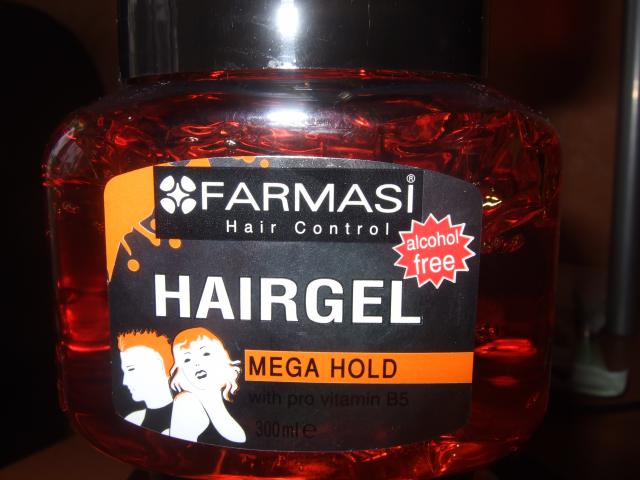 FARMASi®
Hair Control
alcohol
free
HAIRGEL
MEGA HOLD
with pro vitamin B5
300ml e